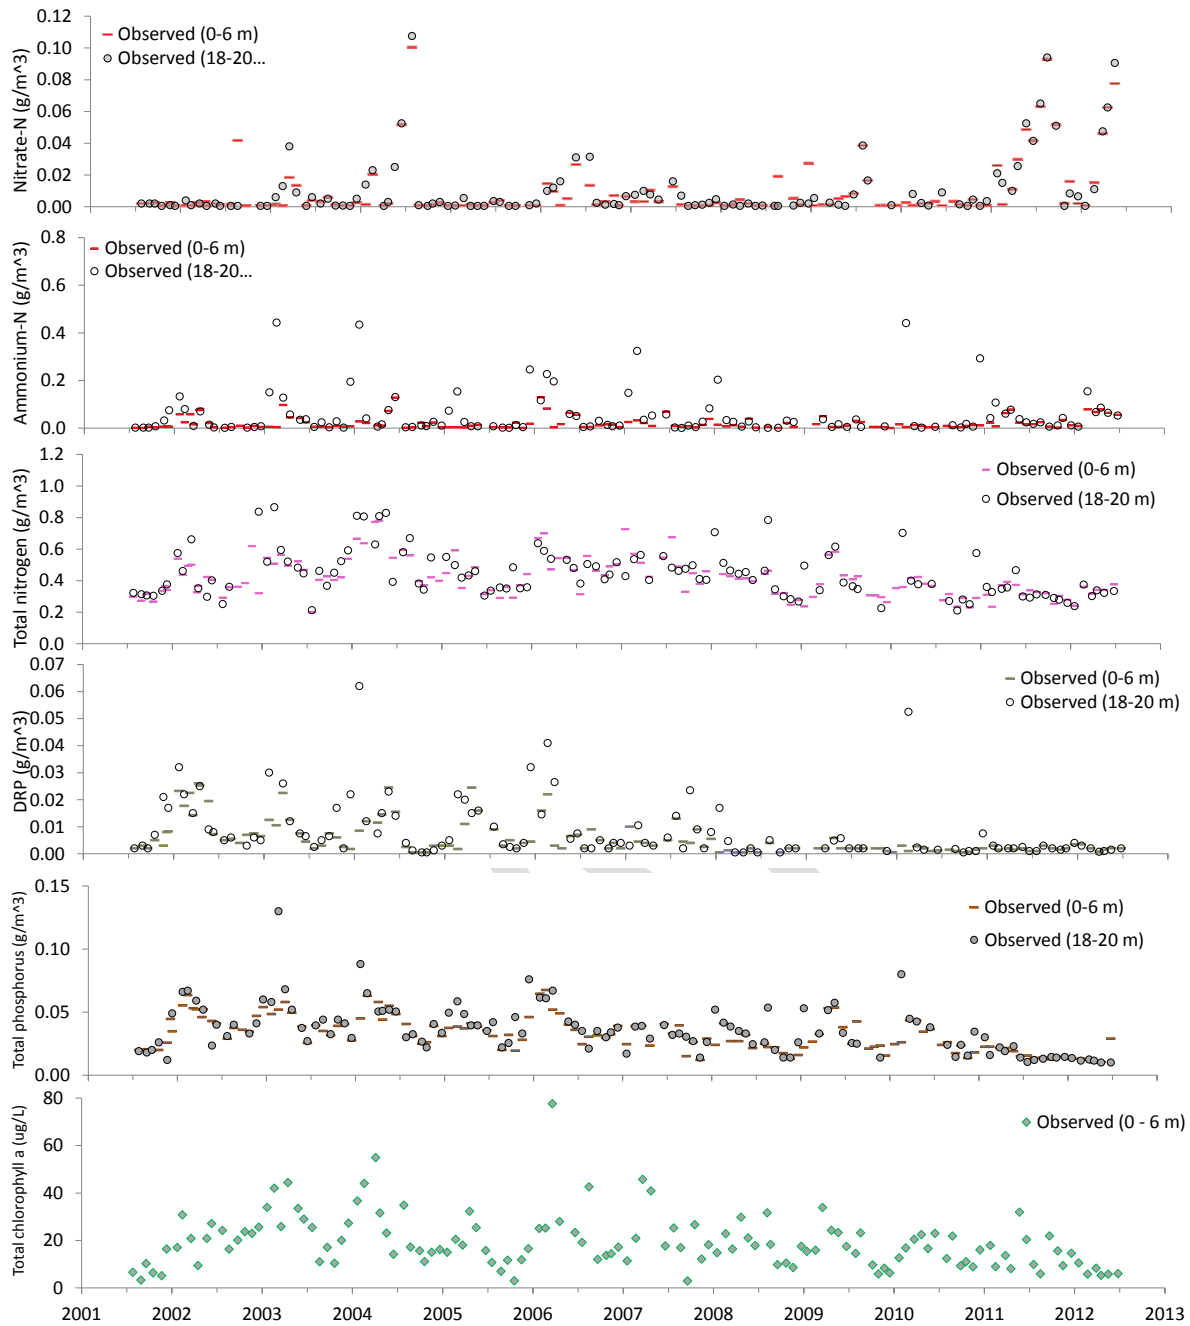 Nitrate-N (g/m^3)
0.12
0.10
0.08
0.06
0.04
0.02
0.00
Observed (0-6 m)
Observed (18-20...
Ammonium-N (g/m^3)
0.8
0.6
0.4
0.2
0.0
Observed (0-6 m)
Observed (18-20...
Total nitrogen (g/m^3)
1.2
1.0
0.8
0.6
0.4
0.2
0.0
Observed (0-6 m)
Observed (18-20 m)
DRP (g/m^3)
0.07
0.06
0.05
0.04
0.03
0.02
0.01
0.00
Observed (0-6 m)
Observed (18-20 m)
Total phosphorus (g/m^3)
0.15
0.10
0.05
0.00
Observed (0-6 m)
Observed (18-20 m)
Total chlorophyll a (ug/L)
80
60
40
20
0
Observed (0 - 6 m)
2001 2002 2003 2004 2005 2006 2007 2008 2009 2010 2011 2012 2013